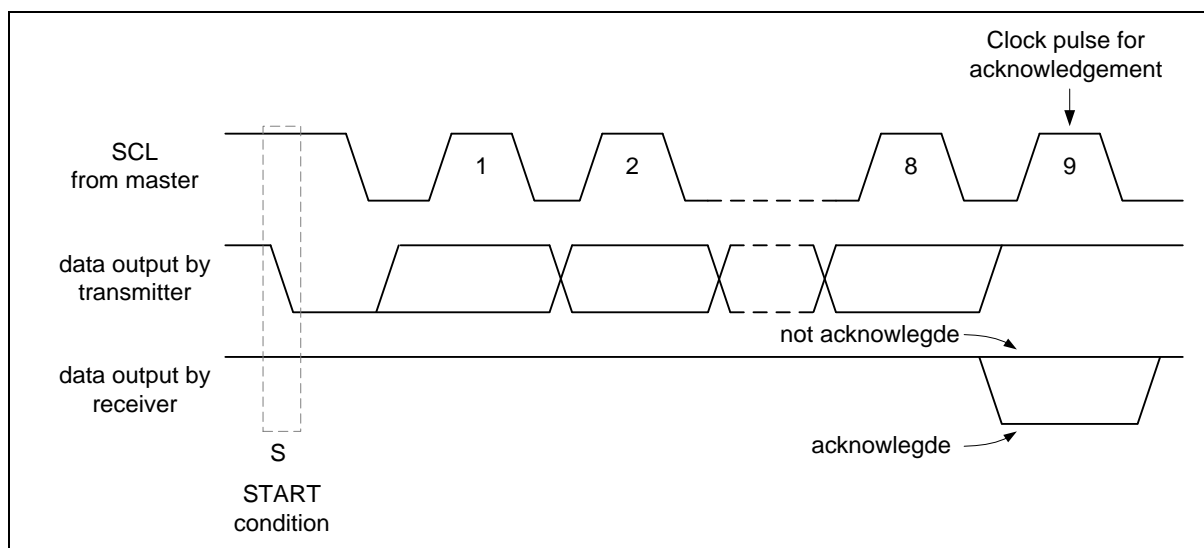 Clock pulse for
acknowledgement
SCL
from master
1
2
8
9
data output by
transmitter
not acknowlegde
data output by
receiver
acknowlegde
S
START
condition